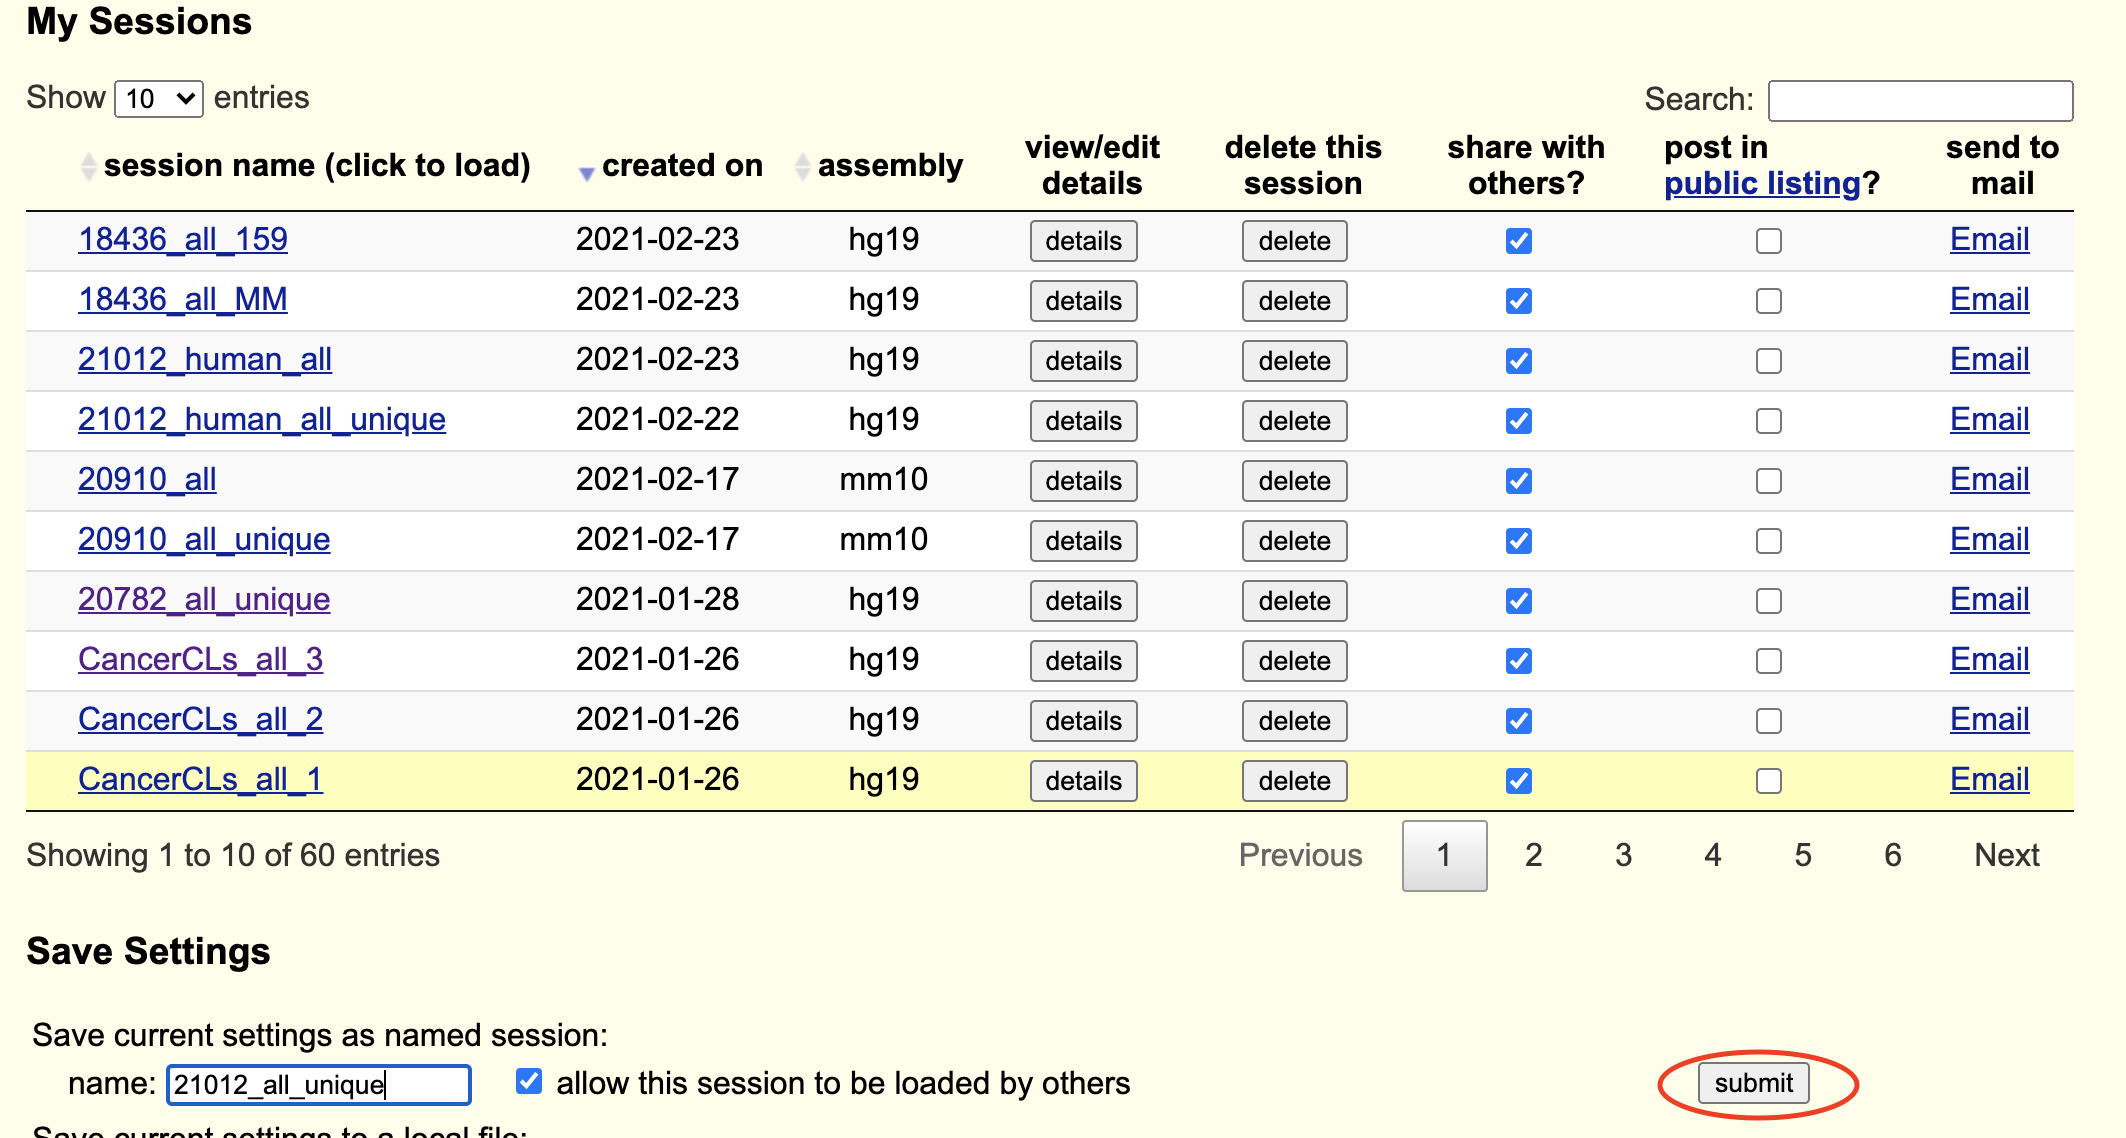 My Sessions
Show 10 entries
Search:
session name (click to load) created on assembly view/edit details delete this session share with others? post in public listing? send to mail
18436_all_159 2021-02-23 hg19 details delete Email
18436_all_MM 2021-02-23 hg19 details delete Email
21012_human_all 2021-02-23 hg19 details delete Email
21012_human_all_unique 2021-02-22 hg19 details delete Email
20910_all 2021-02-17 mm10 details delete Email
20910_all_unique 2021-02-17 mm10 details delete Email
20782_all_unique 2021-01-28 hg19 details delete Email
CancerCLs_all_3 2021-01-26 hg19 details delete Email
CancerCLs_all_2 2021-01-26 hg19 details delete Email
CancerCLs_all_1 2021-01-26 hg19 details delete Email
Showing 1 to 10 of 60 entries Previous 1 2 3 4 5 6 Next
Save Settings
Save current settings as named session:
name: 21012_all_unique allow this session to be loaded by others submit
Save current settings to a local file: